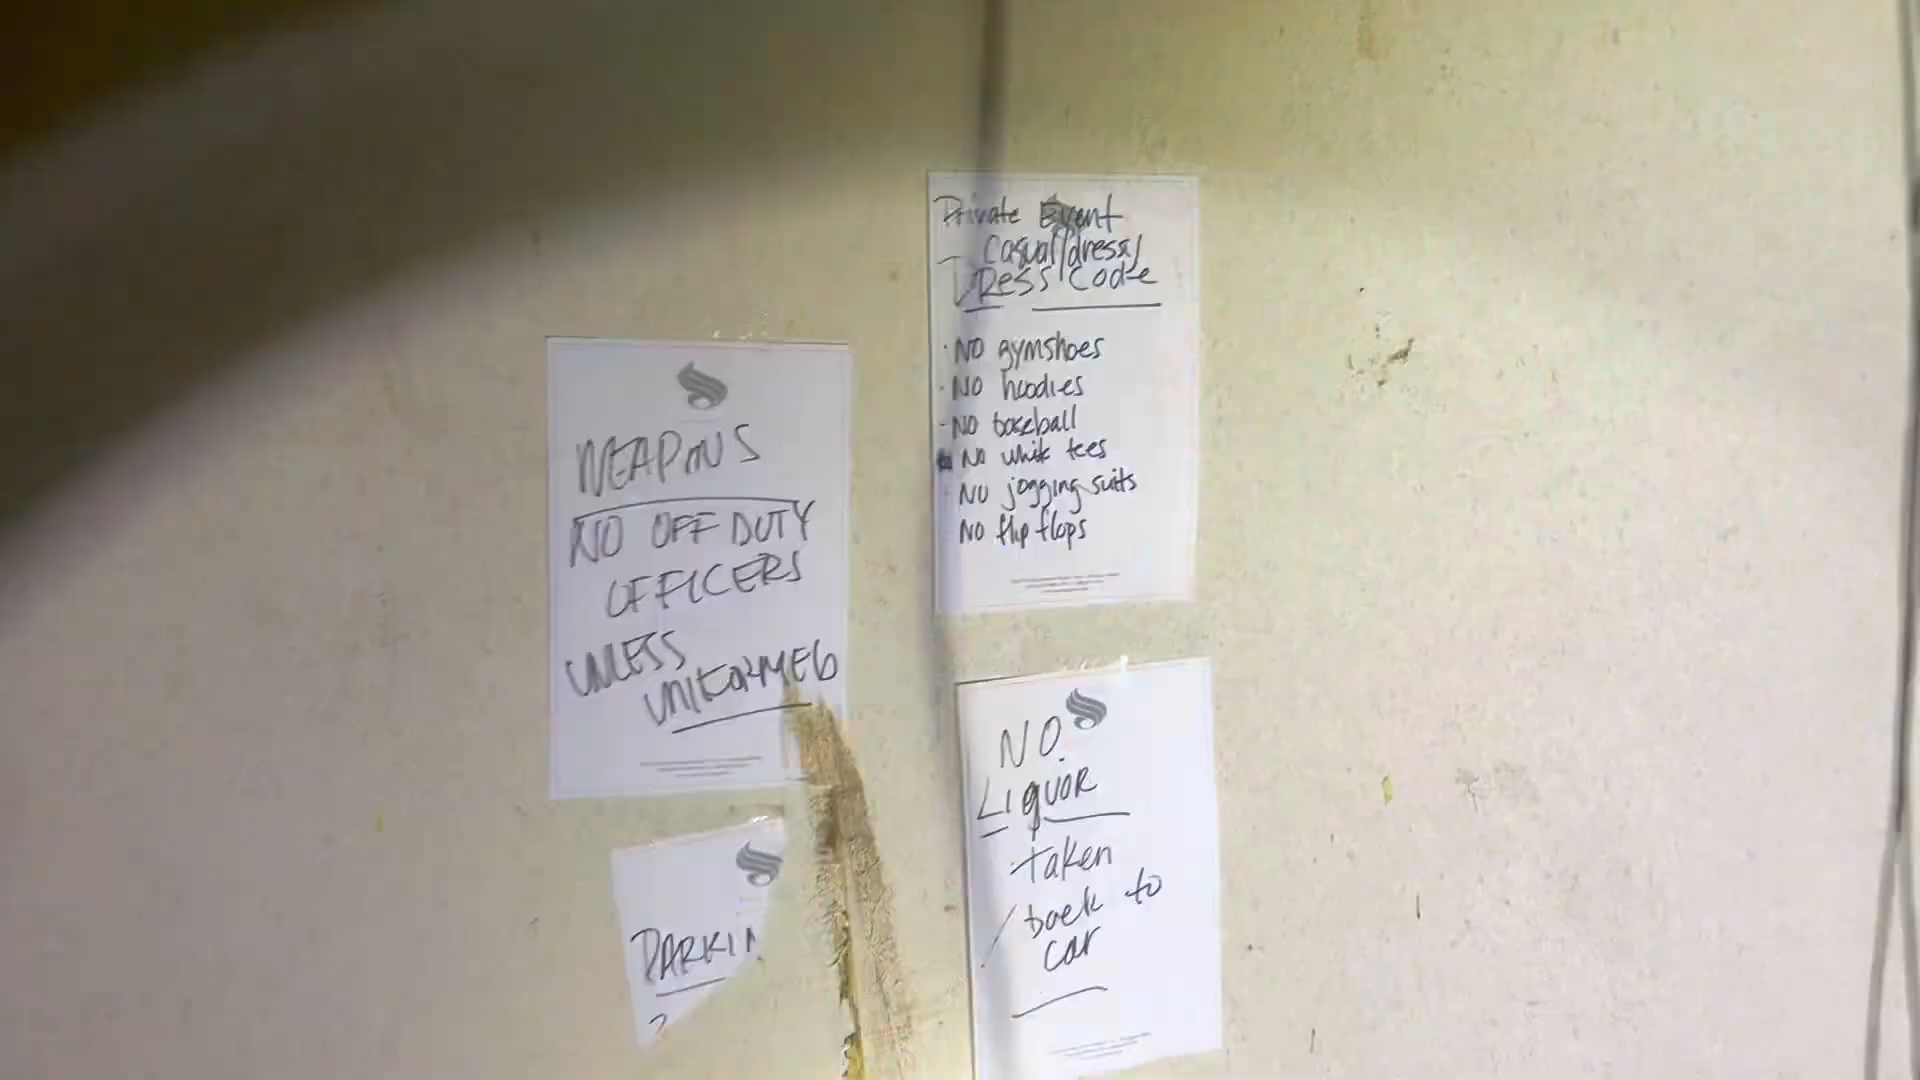 Private Event
Casual/dress/
Dress Code
NO gymshoes
NO hoodies
NO baseball
No white tees
NO jogging suits
NO flip flops
WEAPONS
NO OFF DUTY
OFFICERS
UNLESS
UNIFORMED
NO
LIQUOR
taken
back to
car
PARKIN